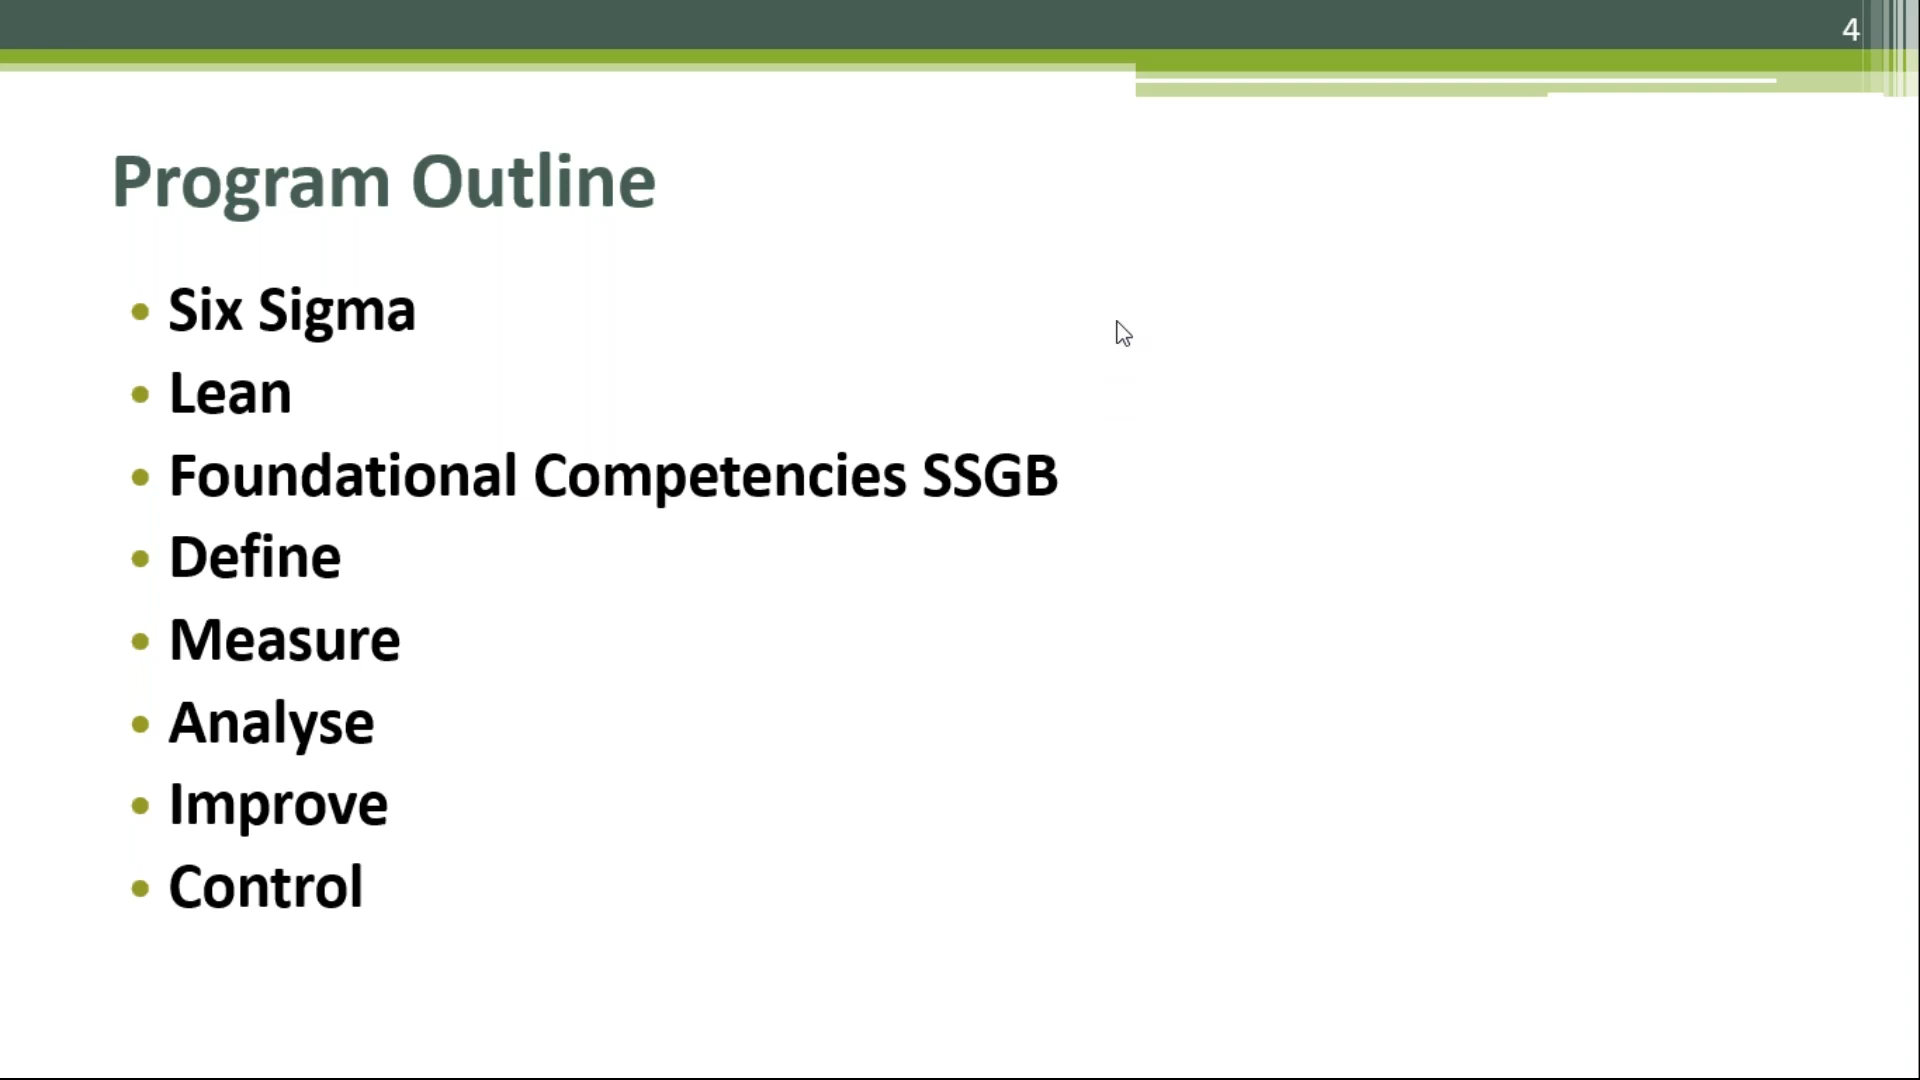 4
Program Outline
• Six Sigma
• Lean
• Foundational Competencies SSGB
• Define
• Measure
• Analyse
• Improve
• Control